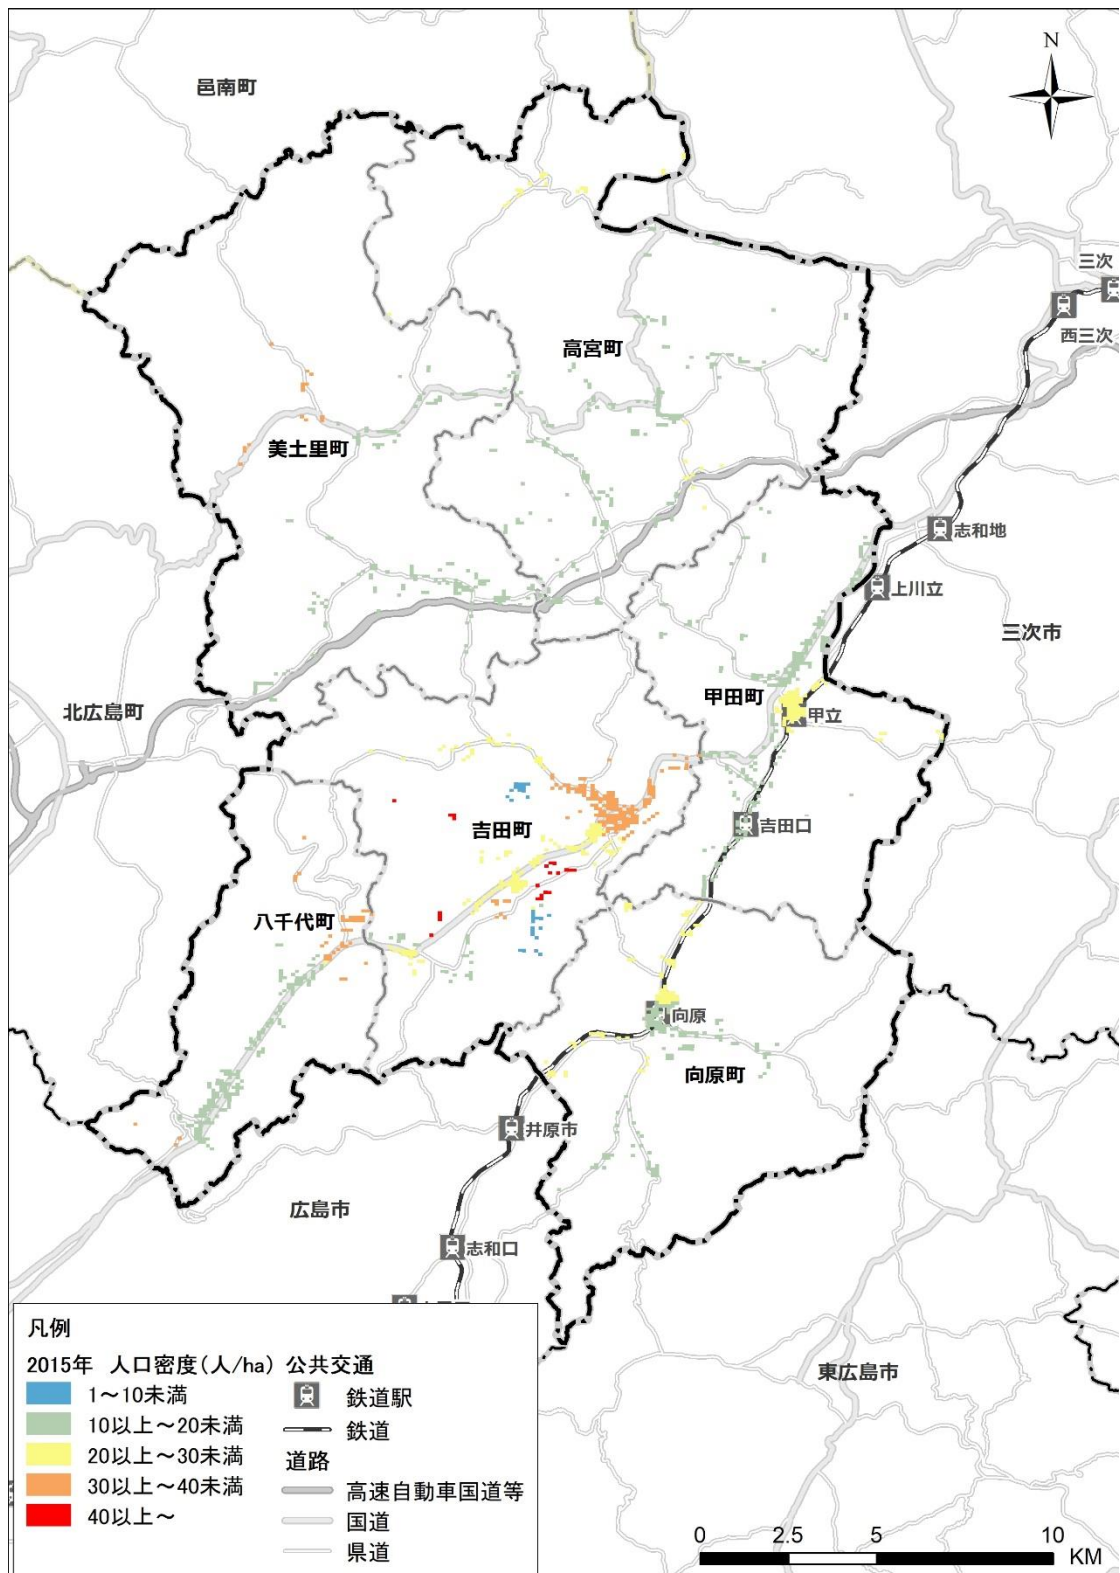 N
邑南町
三次
西三次
高宮町
美土里町
志和地
上川立
三次市
甲田町
北広島町
甲立
吉田町
吉田口
八千代町
向原
向原町
井原市
広島市
志和口
東広島市
凡例
2015年 人口密度(人/ha) 公共交通
1~10未満
鉄道駅
10以上~20未満
鉄道
20以上~30未満
道路
30以上~40未満
高速自動車国道等
40以上~
国道
県道
0 2.5 5 10
KM